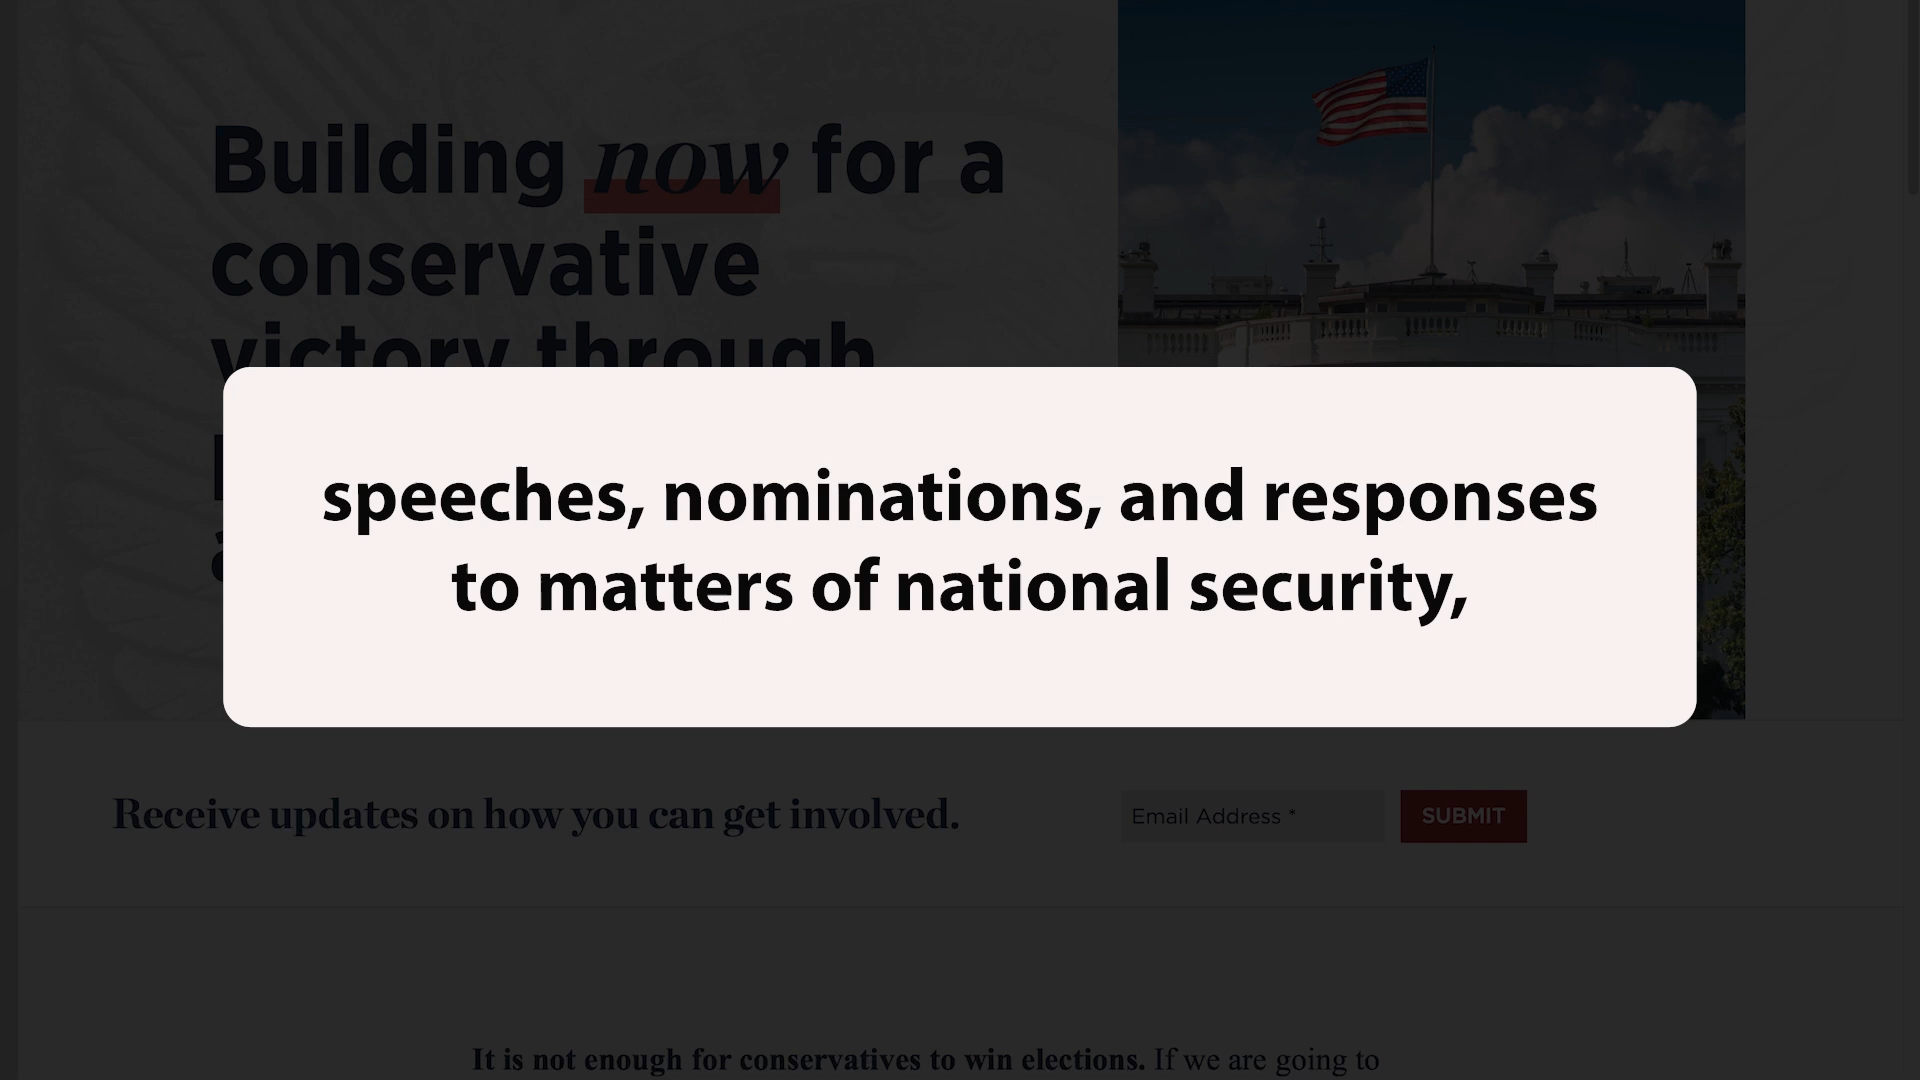 Building now for a
conservative
victory through
speeches, nominations, and responses
to matters of national security,
Receive updates on how you can get involved.
Email Address *
SUBMIT
It is not enough for conservatives to win elections. If we are going to